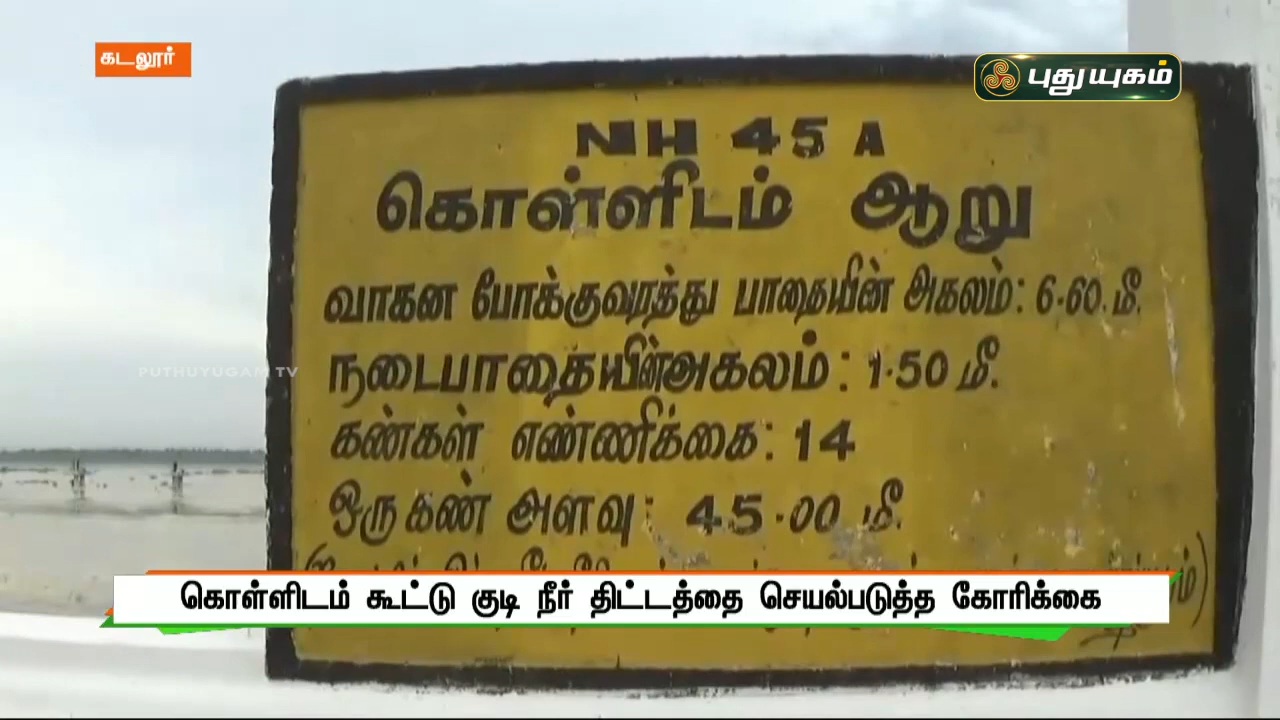 கடலூர்
புதுயுகம்
NH 45 A
கொள்ளிடம் ஆறு
வாகன போக்குவரத்து பாதையின் அகலம்: 6.60. மீ.
PUTHUYUGAM TV
நடைபாதையின் அகலம்: 1.50 மீ.
கண்கள் எண்ணிக்கை: 14
ஒரு கண் அளவு: 45.00 மீ.
கொள்ளிடம் கூட்டு குடி நீர் திட்டத்தை செயல்படுத்த கோரிக்கை